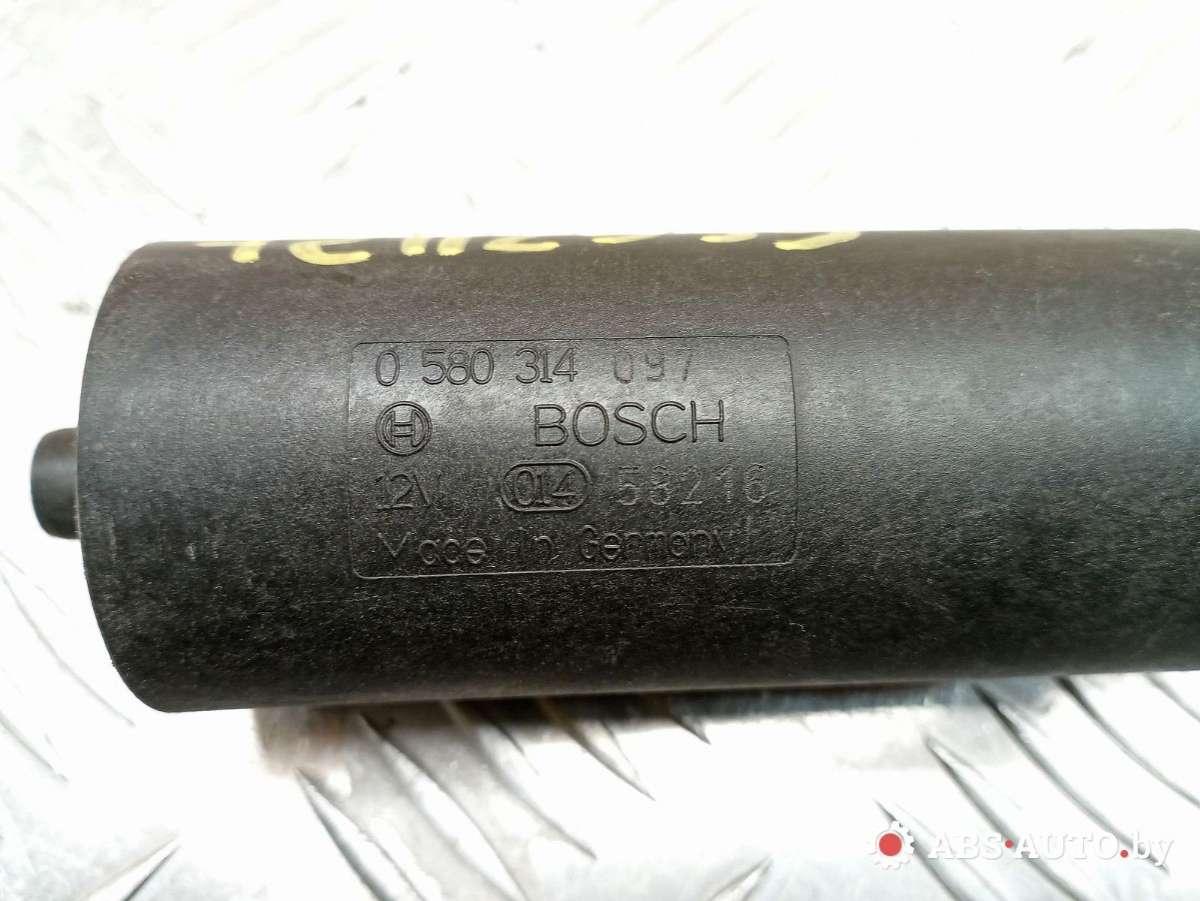 0 580 314 097
BOSCH
12V 014 58216
Made in Germany
ABS-AUTO.by